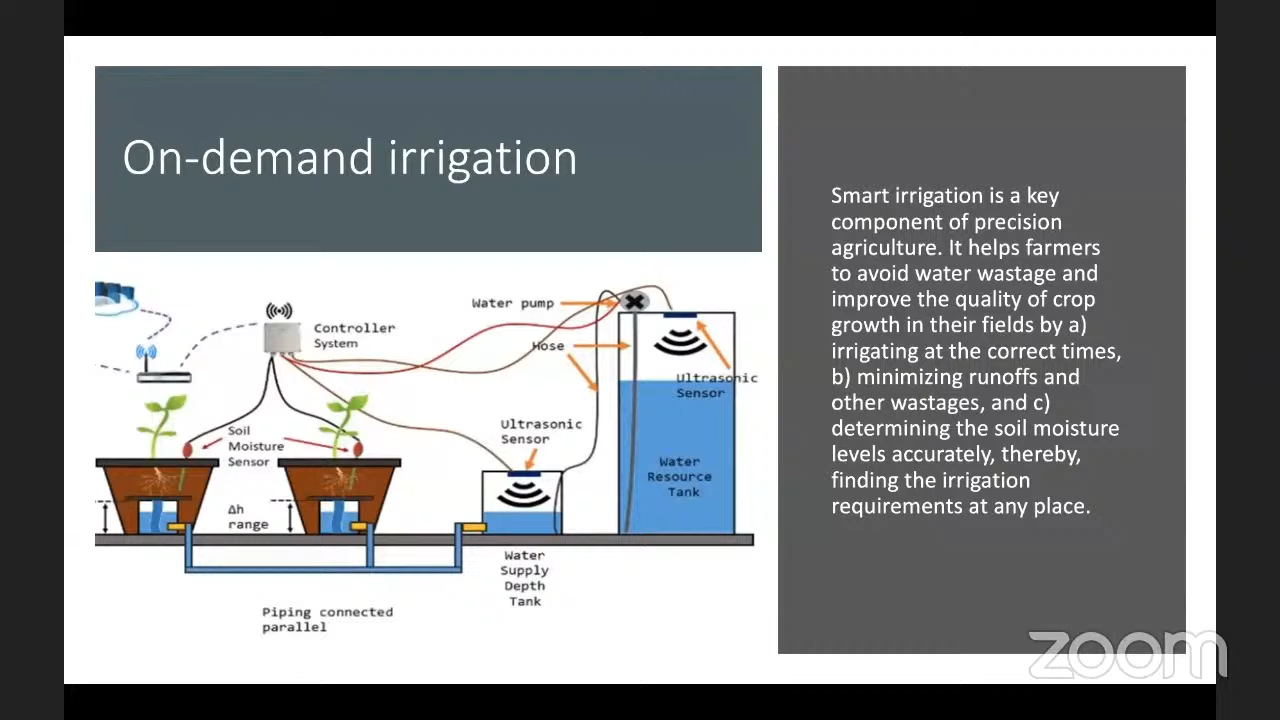 On-demand irrigation
Smart irrigation is a key
component of precision
agriculture. It helps farmers
to avoid water wastage and
improve the quality of crop
growth in their fields by a)
irrigating at the correct times,
b) minimizing runoffs and
other wastages, and c)
determining the soil moisture
levels accurately, thereby,
finding the irrigation
requirements at any place.
Water pump
Controller
System
Hose
Ultrasonic
Sensor
Soil
Moisture
Sensor
Ultrasonic
Sensor
Water
Resource
Tank
Δh
range
Water
Supply
Depth
Tank
Piping connected
parallel
zoom